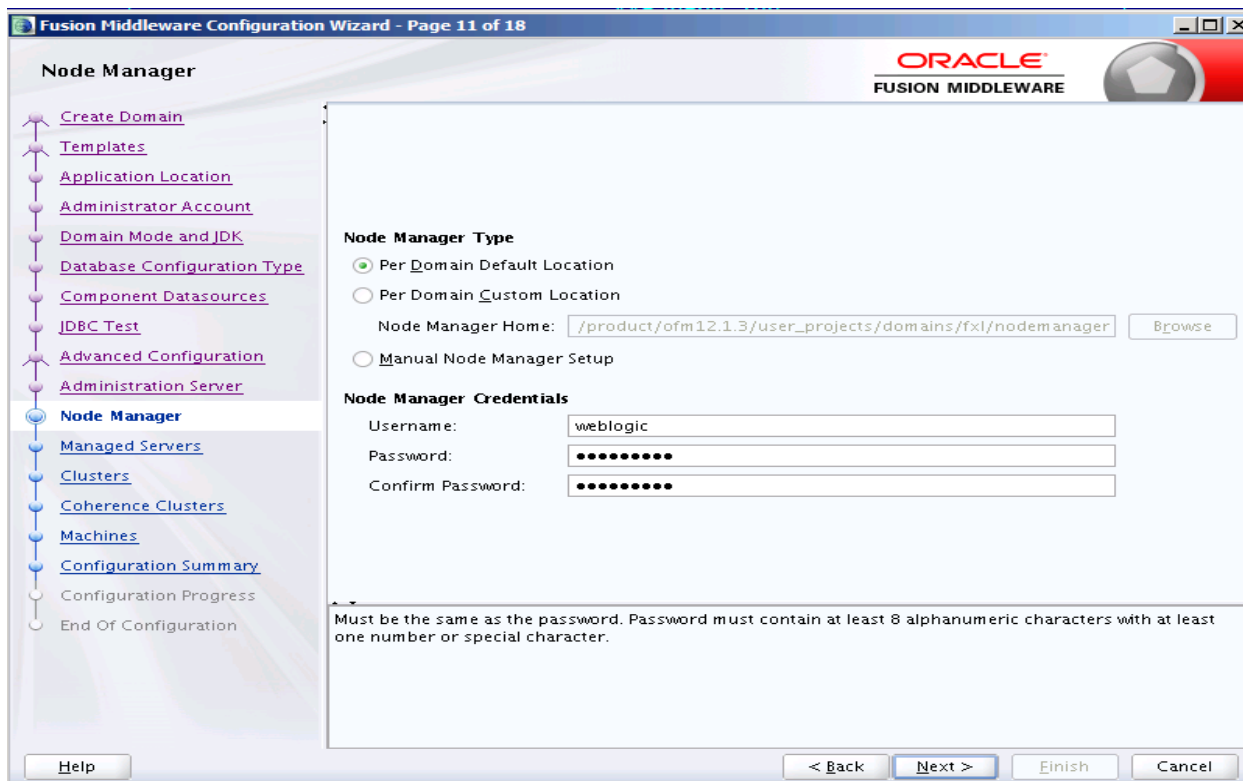 Fusion Middleware Configuration Wizard - Page 11 of 18
Node Manager
ORACLE
FUSION MIDDLEWARE
Create Domain
Templates
Application Location
Administrator Account
Domain Mode and JDK
Database Configuration Type
Component Datasources
JDBC Test
Advanced Configuration
Administration Server
Node Manager
Managed Servers
Clusters
Coherence Clusters
Machines
Configuration Summary
Configuration Progress
End Of Configuration
Node Manager Type
Per Domain Default Location
Per Domain Custom Location
Node Manager Home: /product/ofm12.1.3/user_projects/domains/fxl/nodemanager Browse
Manual Node Manager Setup
Node Manager Credentials
Username: weblogic
Password: •••••••••
Confirm Password: •••••••••
Must be the same as the password. Password must contain at least 8 alphanumeric characters with at least
one number or special character.
Help < Back Next > Finish Cancel